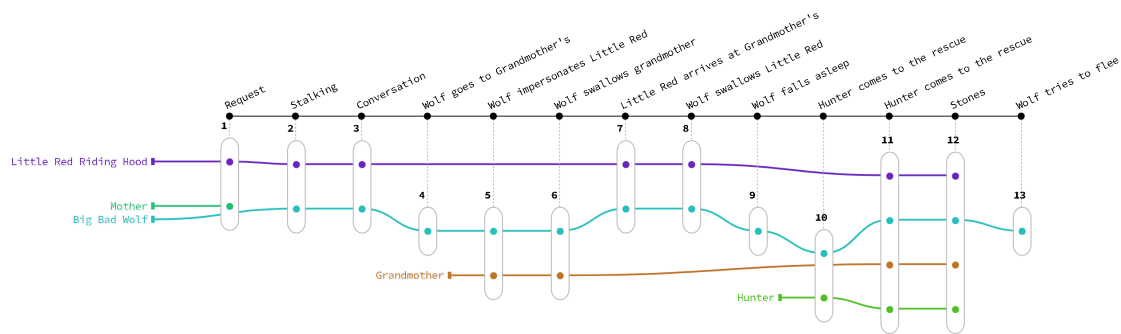 Request
Stalking
Conversation
Wolf goes to Grandmother's
Wolf impersonates Little Red
Wolf swallows grandmother
Little Red arrives at Grandmother's
Wolf swallows Little Red
Wolf falls asleep
Hunter comes to the rescue
Hunter comes to the rescue
Stones
Wolf tries to flee
1
2
3
7
8
11
12
Little Red Riding Hood
4
5
6
9
13
Mother
10
Big Bad Wolf
Grandmother
Hunter